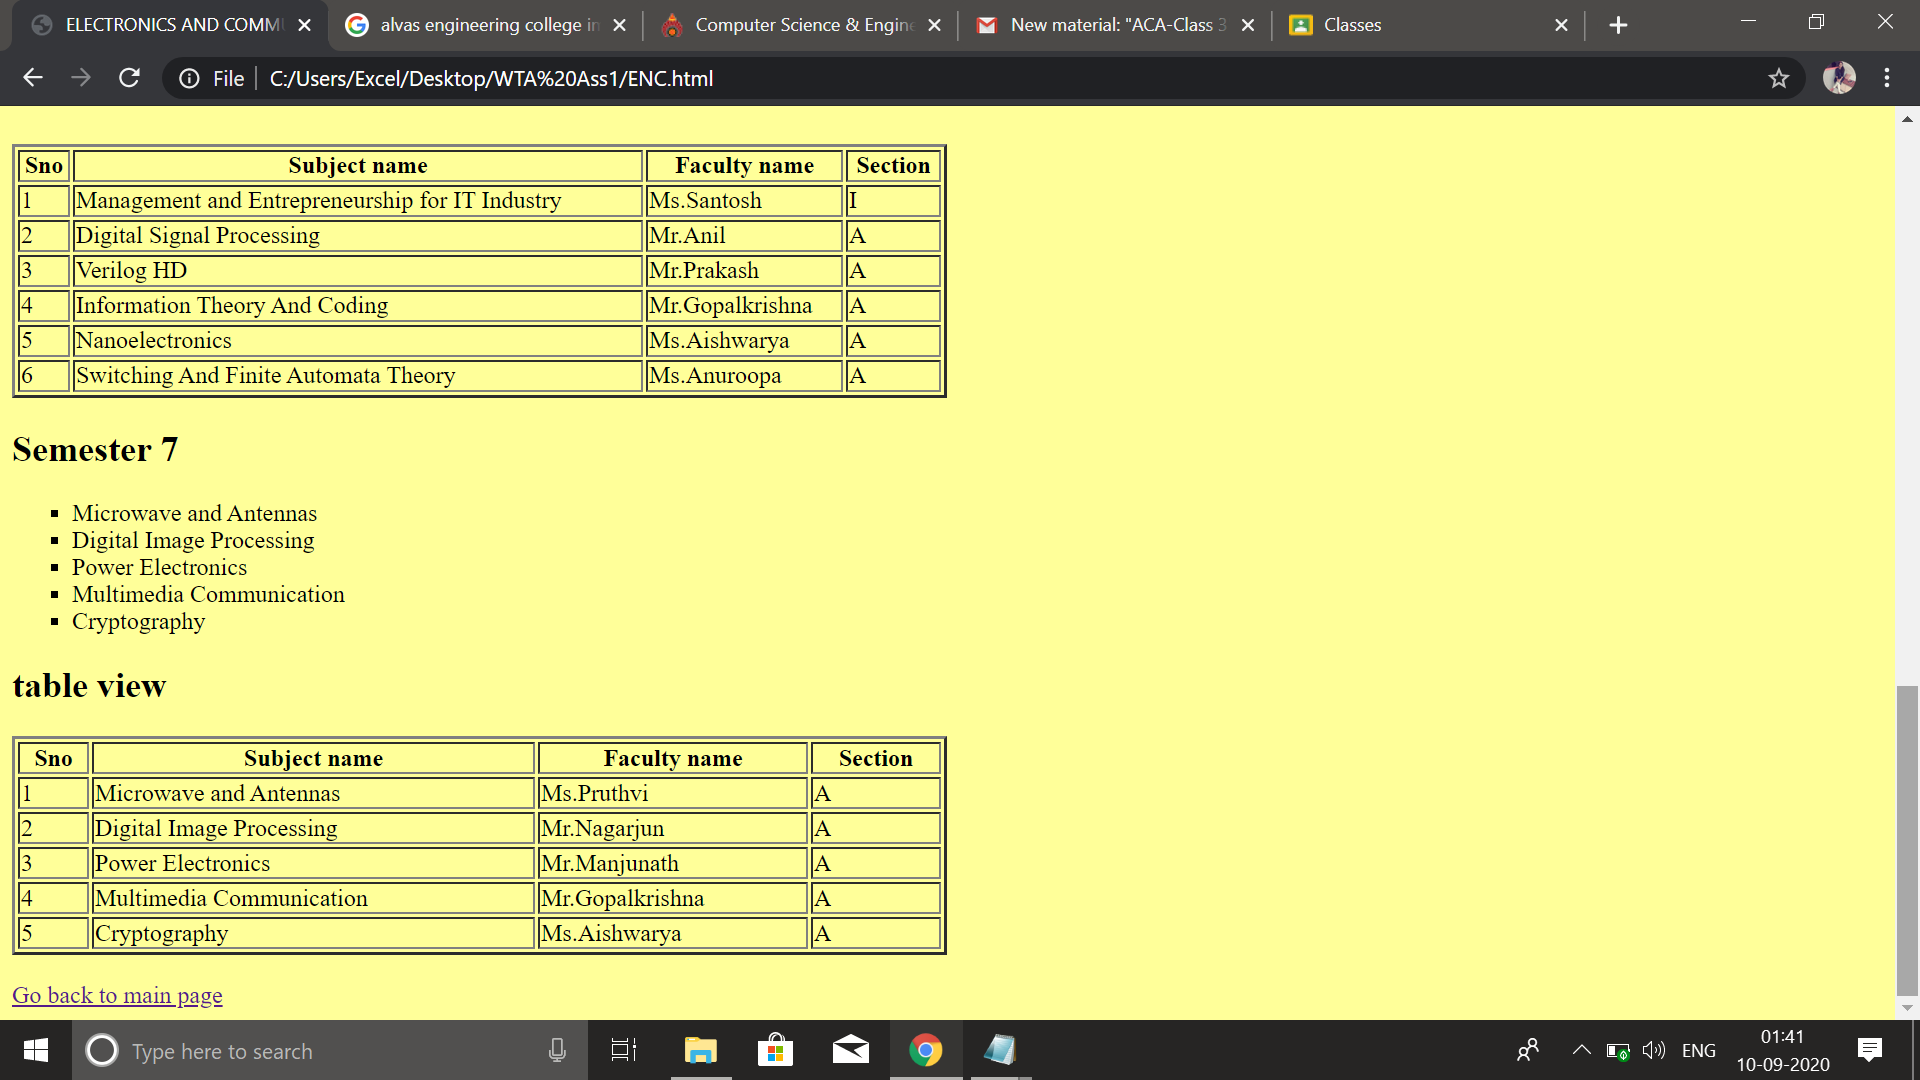 ELECTRONICS AND COMM
alvas engineering college in
Computer Science & Engine
New material: "ACA-Class 3
Classes
File
C:/Users/Excel/Desktop/WTA%20Ass1/ENC.html
Sno Subject name Faculty name Section
1 Management and Entrepreneurship for IT Industry Ms.Santosh I
2 Digital Signal Processing Mr.Anil A
3 Verilog HD Mr.Prakash A
4 Information Theory And Coding Mr.Gopalkrishna A
5 Nanoelectronics Ms.Aishwarya A
6 Switching And Finite Automata Theory Ms.Anuroopa A
Semester 7
Microwave and Antennas
Digital Image Processing
Power Electronics
Multimedia Communication
Cryptography
table view
Sno Subject name Faculty name Section
1 Microwave and Antennas Ms.Pruthvi A
2 Digital Image Processing Mr.Nagarjun A
3 Power Electronics Mr.Manjunath A
4 Multimedia Communication Mr.Gopalkrishna A
5 Cryptography Ms.Aishwarya A
Go back to main page
Type here to search
ENG
01:41
10-09-2020